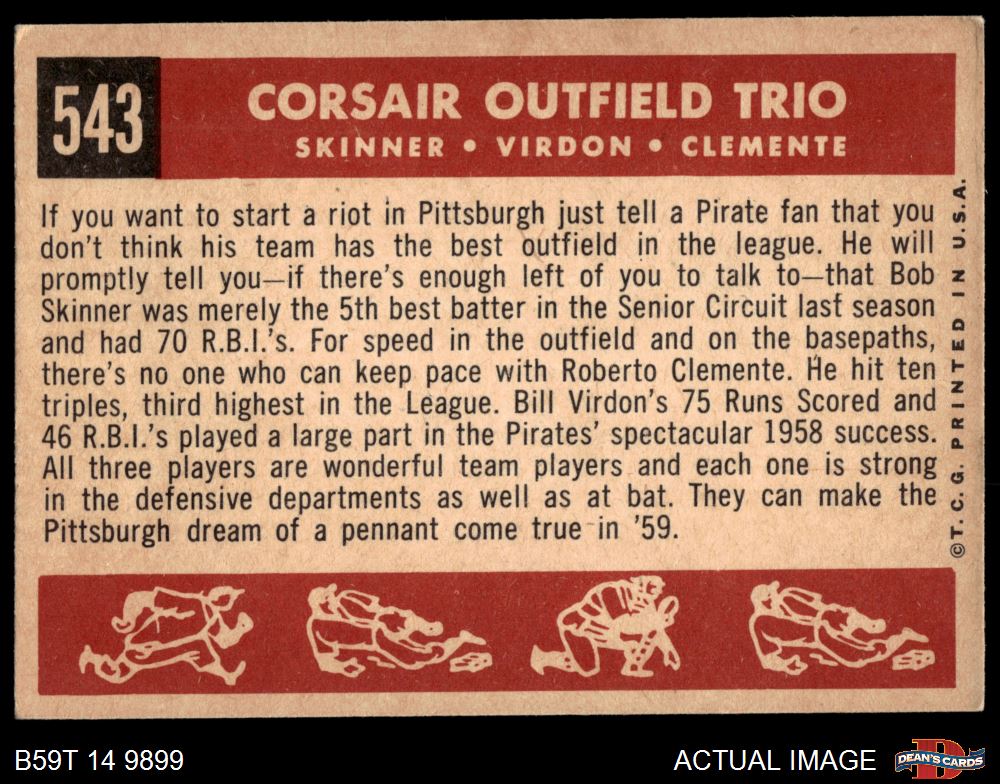 543
CORSAIR OUTFIELD TRIO
SKINNER • VIRDON • CLEMENTE
If you want to start a riot in Pittsburgh just tell a Pirate fan that you
don't think his team has the best outfield in the league. He will
promptly tell you—if there's enough left of you to talk to—that Bob
Skinner was merely the 5th best batter in the Senior Circuit last season
and had 70 R.B.I.'s. For speed in the outfield and on the basepaths,
there's no one who can keep pace with Roberto Clemente. He hit ten
triples, third highest in the League. Bill Virdon's 75 Runs Scored and
46 R.B.I.'s played a large part in the Pirates' spectacular 1958 success.
All three players are wonderful team players and each one is strong
in the defensive departments as well as at bat. They can make the
Pittsburgh dream of a pennant come true in '59.
©T. C. G. PRINTED IN U.S.A.
B59T 14 9899
ACTUAL IMAGE
DEAN'S CARDS